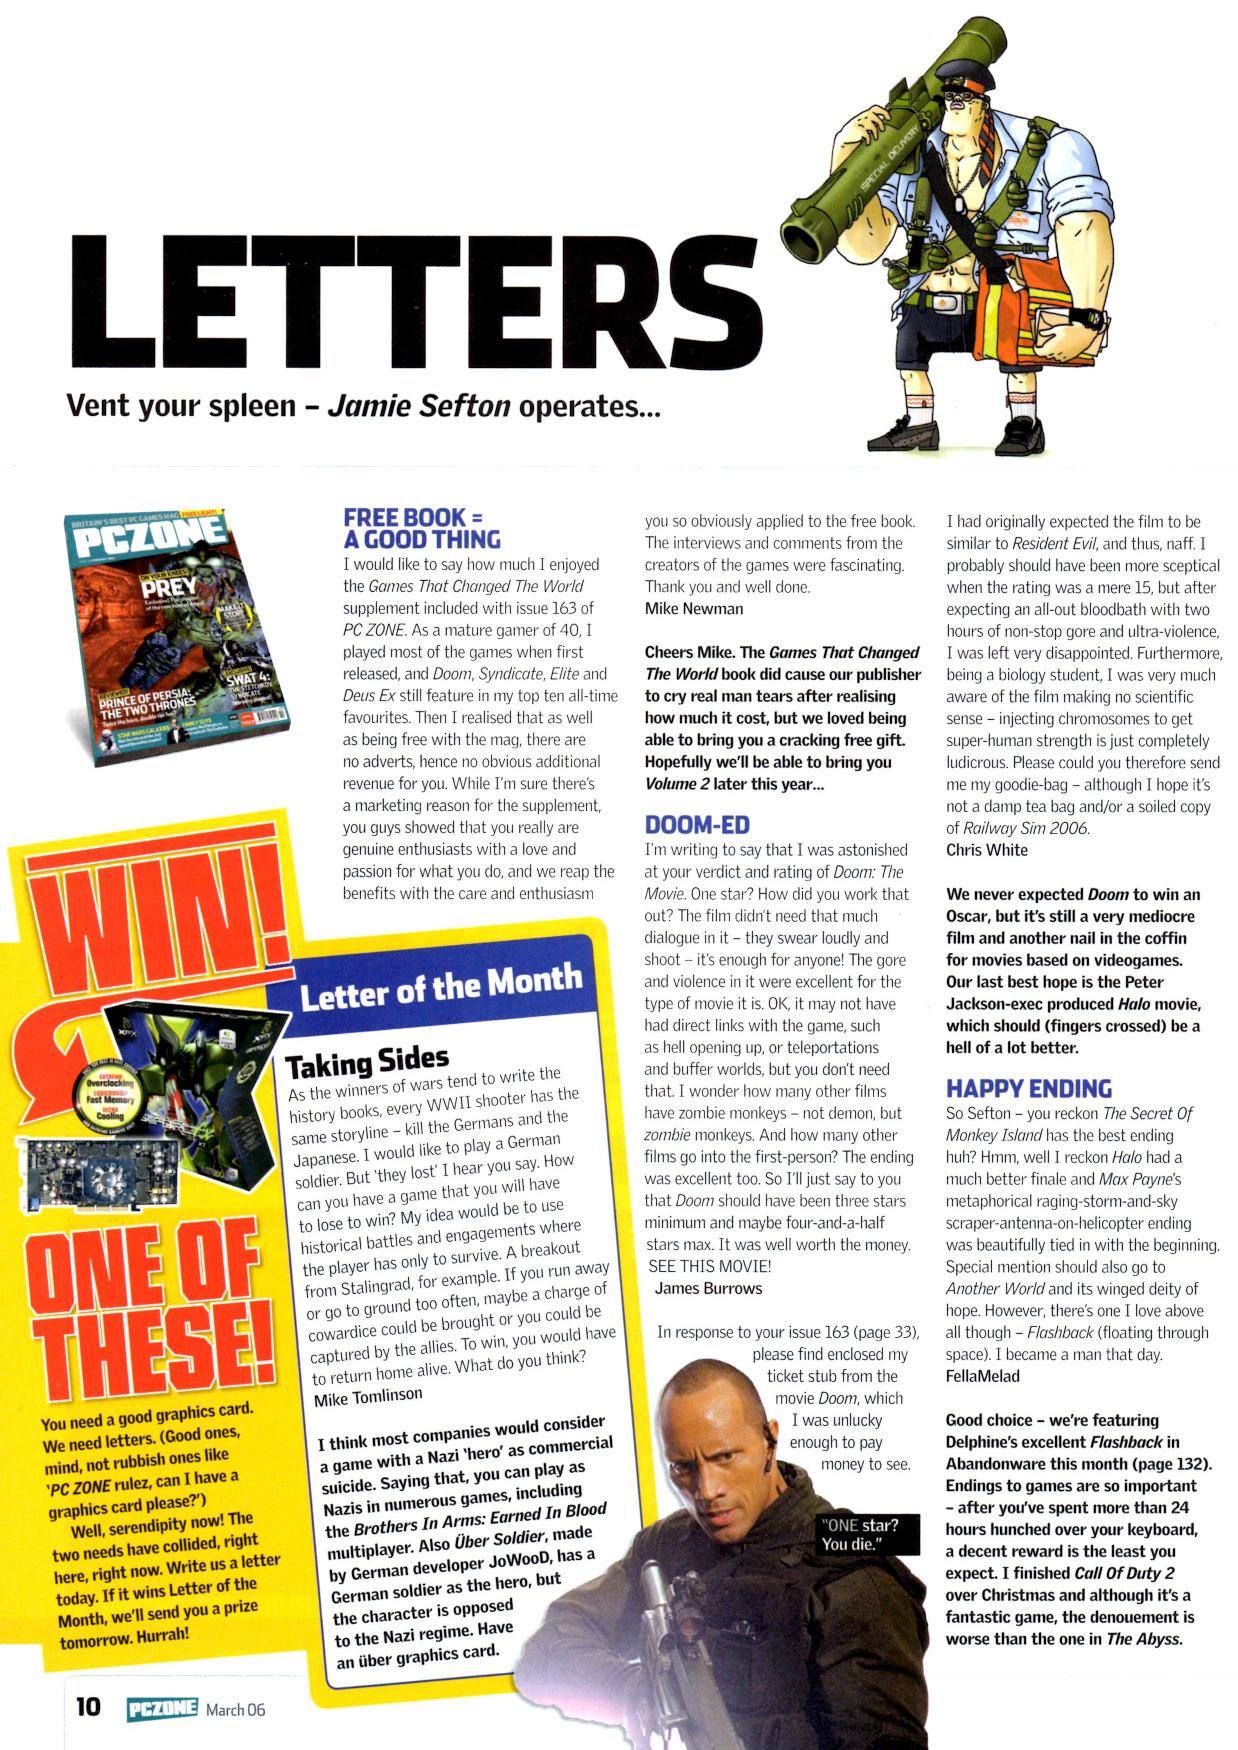 SPECIAL DELIVERY
LETTERS
Vent your spleen – Jamie Sefton operates...
BRITAIN'S BEST PC GAMES MAG
FREE LIGHT!
PCZONE
ON YOUR KNEES!
PREY
REVIEWED!
PRINCE OF PERSIA:
THE TWO THRONES
SWAT 4:
THE STETCHKOV
SYNDICATE
STAR WARS GALAXIES
FAMILY GUYS
FREE BOOK =
A GOOD THING
I would like to say how much I enjoyed
the Games That Changed The World
supplement included with issue 163 of
PC ZONE. As a mature gamer of 40, I
played most of the games when first
released, and Doom, Syndicate, Elite and
Deus Ex still feature in my top ten all-time
favourites. Then I realised that as well
as being free with the mag, there are
no adverts, hence no obvious additional
revenue for you. While I'm sure there's
a marketing reason for the supplement,
you guys showed that you really are
genuine enthusiasts with a love and
passion for what you do, and we reap the
benefits with the care and enthusiasm
you so obviously applied to the free book.
The interviews and comments from the
creators of the games were fascinating.
Thank you and well done.
Mike Newman
Cheers Mike. The Games That Changed
The World book did cause our publisher
to cry real man tears after realising
how much it cost, but we loved being
able to bring you a cracking free gift.
Hopefully we'll be able to bring you
Volume 2 later this year...
DOOM-ED
I'm writing to say that I was astonished
at your verdict and rating of Doom: The
Movie. One star? How did you work that
out? The film didn't need that much
dialogue in it – they swear loudly and
shoot – it's enough for anyone! The gore
and violence in it were excellent for the
type of movie it is. OK, it may not have
had direct links with the game, such
as hell opening up, or teleportations
and buffer worlds, but you don't need
that. I wonder how many other films
have zombie monkeys – not demon, but
zombie monkeys. And how many other
films go into the first-person? The ending
was excellent too. So I'll just say to you
that Doom should have been three stars
minimum and maybe four-and-a-half
stars max. It was well worth the money.
SEE THIS MOVIE!
James Burrows
In response to your issue 163 (page 33),
please find enclosed my
ticket stub from the
movie Doom, which
I was unlucky
enough to pay
money to see.
"ONE star?
You die."
I had originally expected the film to be
similar to Resident Evil, and thus, naff. I
probably should have been more sceptical
when the rating was a mere 15, but after
expecting an all-out bloodbath with two
hours of non-stop gore and ultra-violence,
I was left very disappointed. Furthermore,
being a biology student, I was very much
aware of the film making no scientific
sense – injecting chromosomes to get
super-human strength is just completely
ludicrous. Please could you therefore send
me my goodie-bag – although I hope it's
not a damp tea bag and/or a soiled copy
of Railway Sim 2006.
Chris White
We never expected Doom to win an
Oscar, but it's still a very mediocre
film and another nail in the coffin
for movies based on videogames.
Our last best hope is the Peter
Jackson-exec produced Halo movie,
which should (fingers crossed) be a
hell of a lot better.
HAPPY ENDING
So Sefton – you reckon The Secret Of
Monkey Island has the best ending
huh? Hmm, well I reckon Halo had a
much better finale and Max Payne's
metaphorical raging-storm-and-sky
scraper-antenna-on-helicopter ending
was beautifully tied in with the beginning.
Special mention should also go to
Another World and its winged deity of
hope. However, there's one I love above
all though – Flashback (floating through
space). I became a man that day.
FellaMelad
Good choice – we're featuring
Delphine's excellent Flashback in
Abandonware this month (page 132).
Endings to games are so important
– after you've spent more than 24
hours hunched over your keyboard,
a decent reward is the least you
expect. I finished Call Of Duty 2
over Christmas and although it's a
fantastic game, the denouement is
worse than the one in The Abyss.
WIN!
XFX
EXTREME
Overclocking
LUDICROUSLY
Fast Memory
ULTRA
Cooling
ONE OF
THESE!
You need a good graphics card.
We need letters. (Good ones,
mind, not rubbish ones like
'PC ZONE rulez, can I have a
graphics card please?')
Well, serendipity now! The
two needs have collided, right
here, right now. Write us a letter
today. If it wins Letter of the
Month, we'll send you a prize
tomorrow. Hurrah!
Letter of the Month
Taking Sides
As the winners of wars tend to write the
history books, every WWII shooter has the
same storyline – kill the Germans and the
Japanese. I would like to play a German
soldier. But 'they lost' I hear you say. How
can you have a game that you will have
to lose to win? My idea would be to use
historical battles and engagements where
the player has only to survive. A breakout
from Stalingrad, for example. If you run away
or go to ground too often, maybe a charge of
cowardice could be brought or you could be
captured by the allies. To win, you would have
to return home alive. What do you think?
Mike Tomlinson
I think most companies would consider
a game with a Nazi 'hero' as commercial
suicide. Saying that, you can play as
Nazis in numerous games, including
the Brothers In Arms: Earned In Blood
multiplayer. Also Über Soldier, made
by German developer JoWooD, has a
German soldier as the hero, but
the character is opposed
to the Nazi regime. Have
an über graphics card.
10 PCZONE March 06